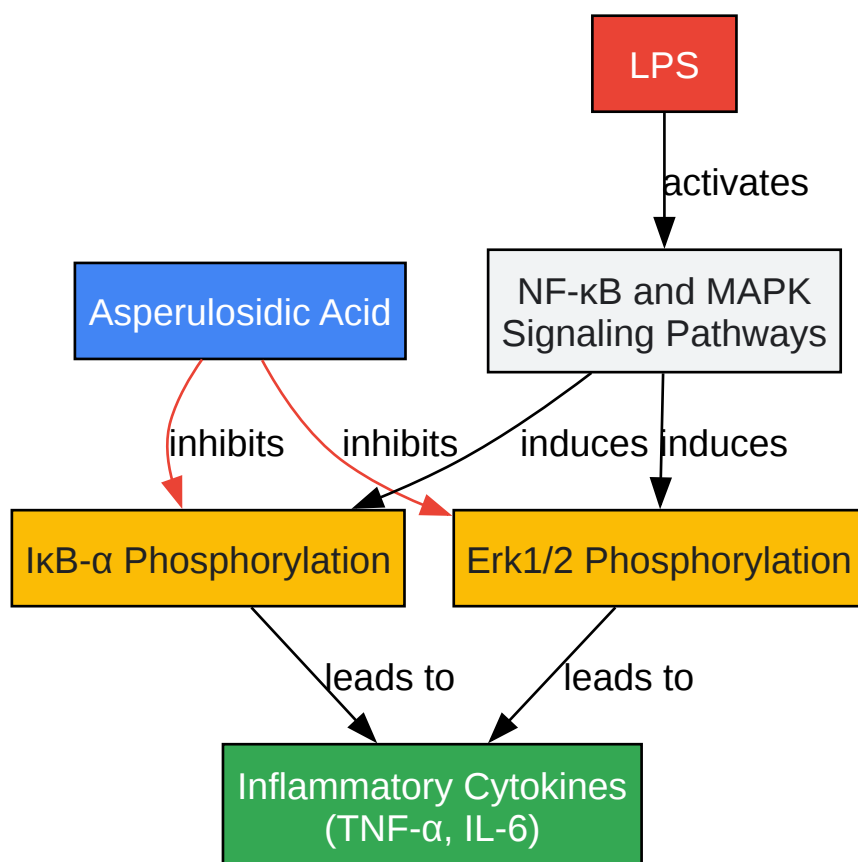 LPS
activates
Asperulosidic Acid
NF-κB and MAPK
Signaling Pathways
inhibits
inhibits
induces
induces
IκB-α Phosphorylation
Erk1/2 Phosphorylation
leads to
leads to
Inflammatory Cytokines
(TNF-α, IL-6)